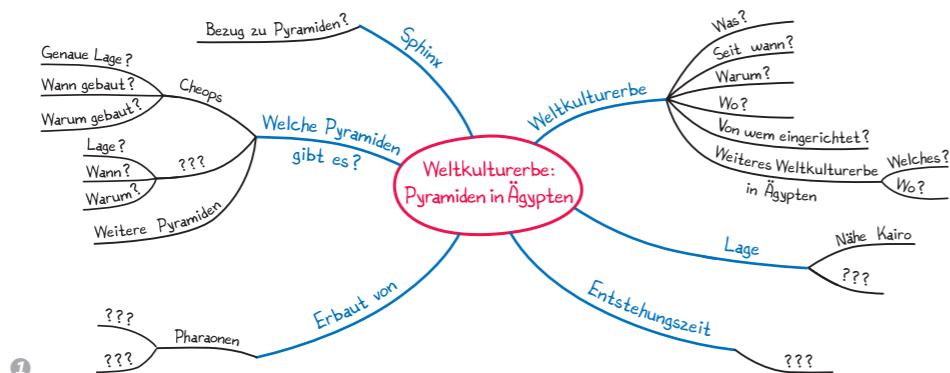 Weltkulturerbe:
Pyramiden in Ägypten
Sphinx
Bezug zu Pyramiden?
Welche Pyramiden
gibt es?
Cheops
Genaue Lage?
Wann gebaut?
Warum gebaut?
???
Lage?
Wann?
Warum?
Weitere Pyramiden
Erbaut von
Pharaonen
???
???
Weltkulturerbe
Was?
Seit wann?
Warum?
Wo?
Von wem eingerichtet?
Weiteres Weltkulturerbe
in Ägypten
Welches?
Wo?
Lage
Nähe Kairo
???
Entstehungszeit
???
1